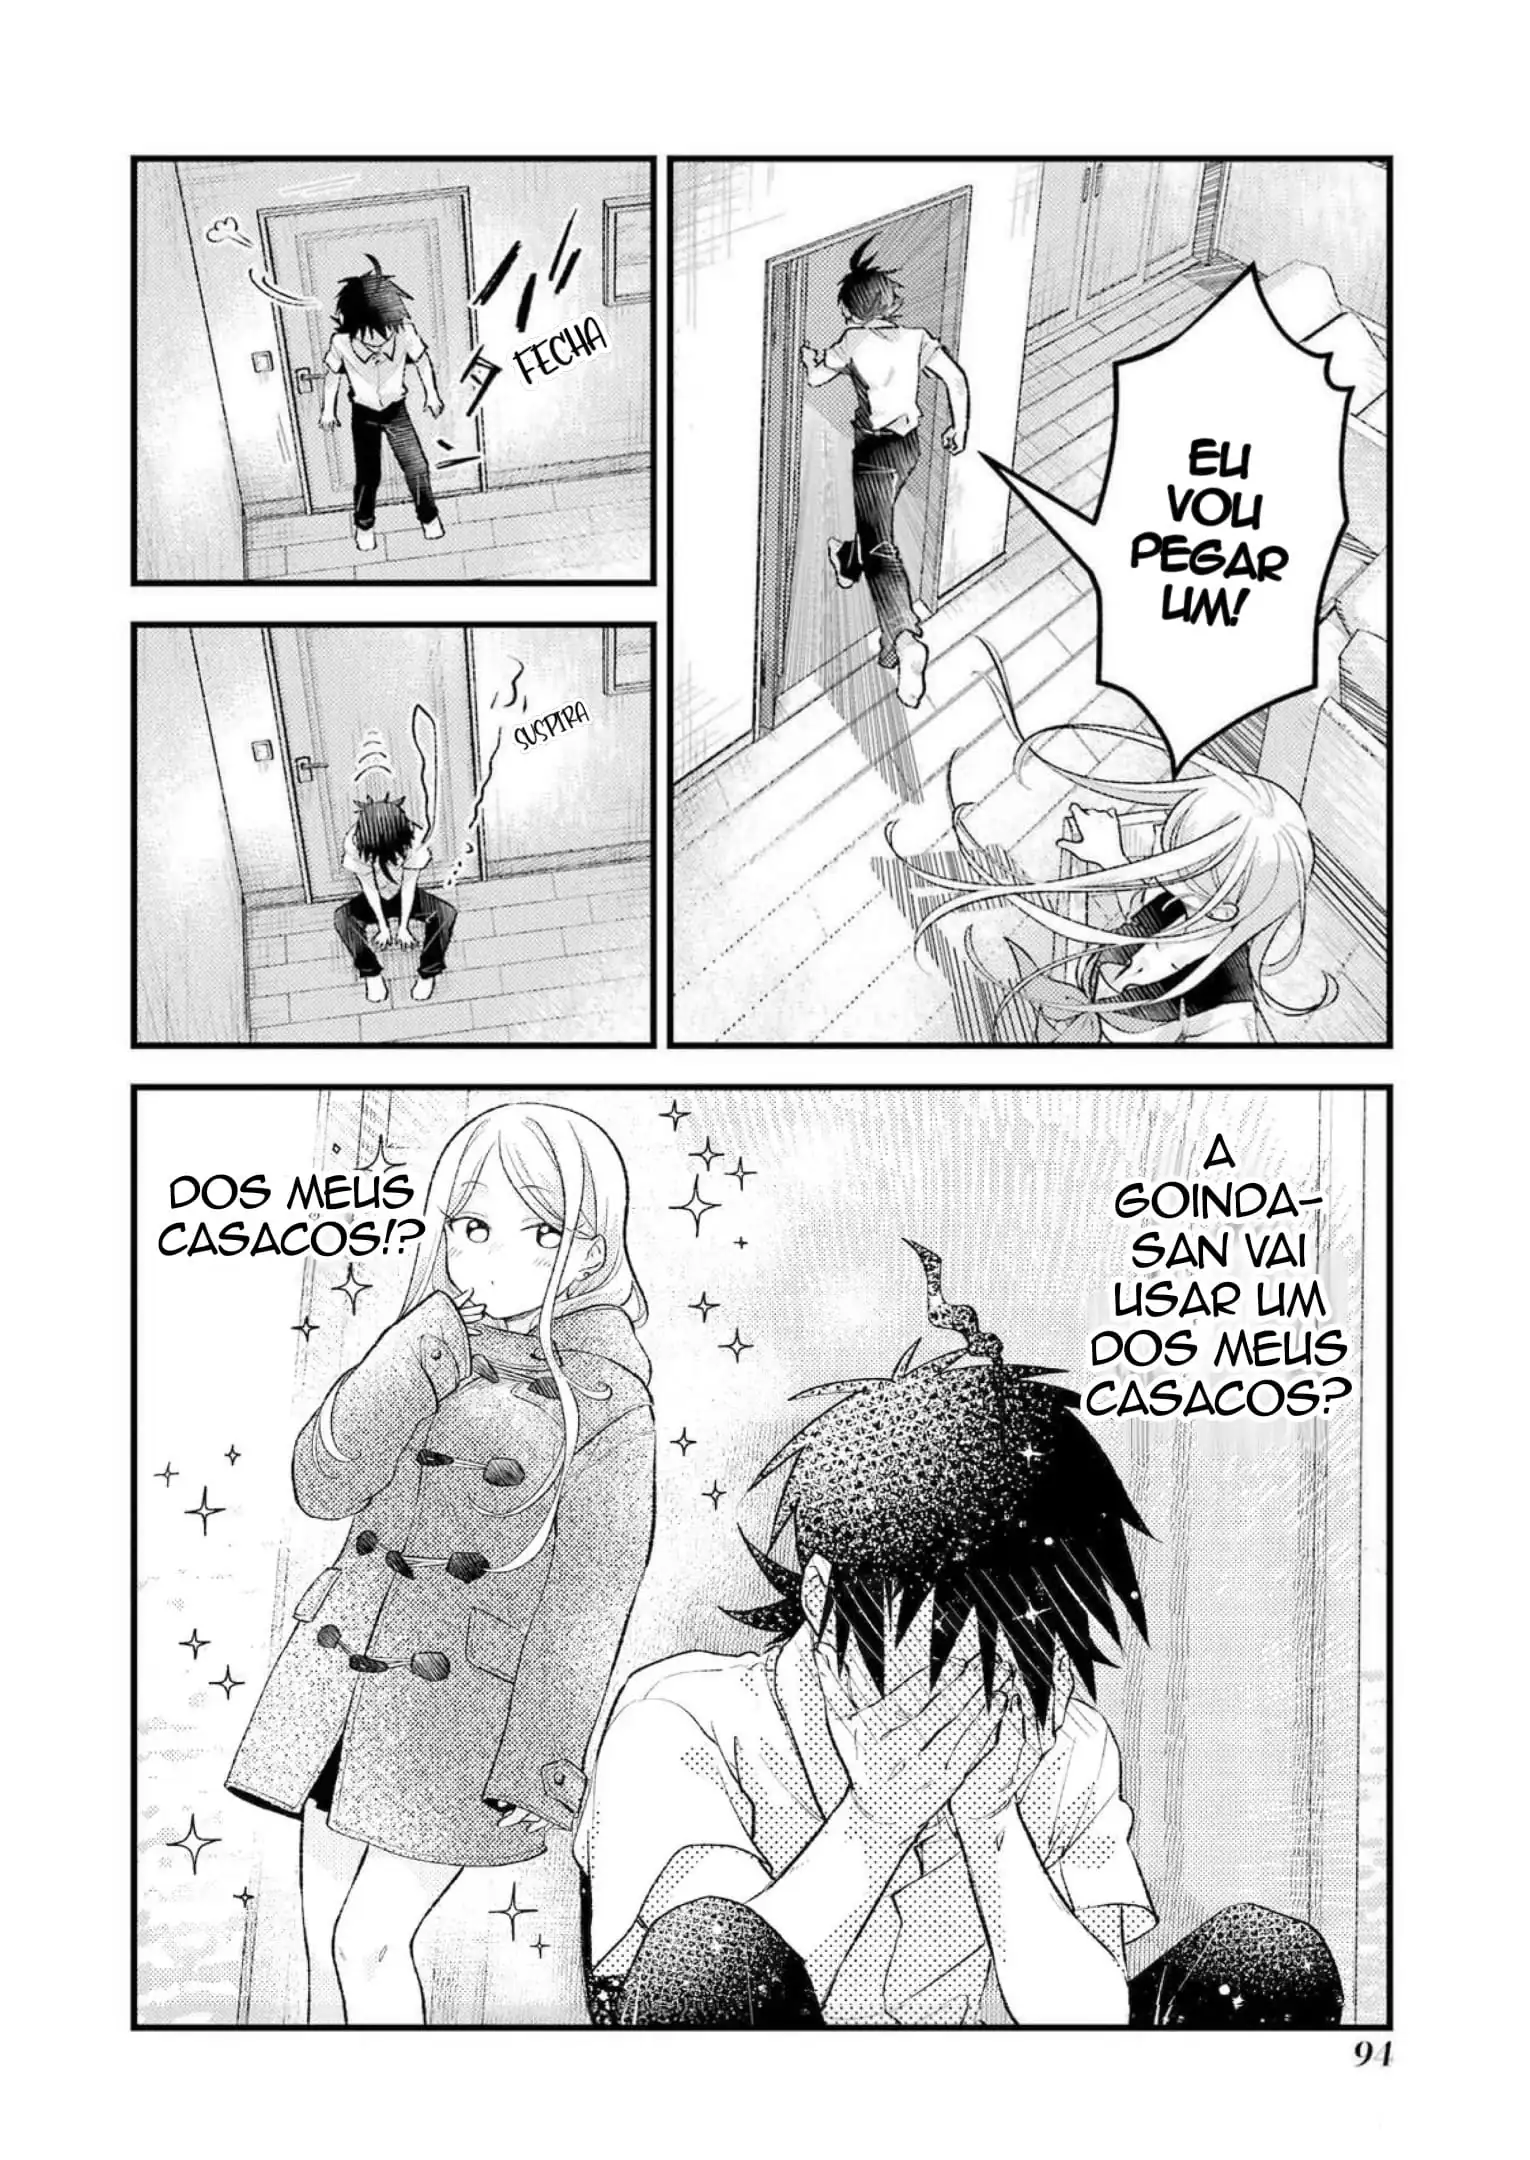 EU
VOU
PEGAR
UM!
FECHA
SUSPIRA
A
GOINDA-
SAN VAI
USAR UM
DOS MEUS
CASACOS?
DOS MEUS
CASACOS!?
94